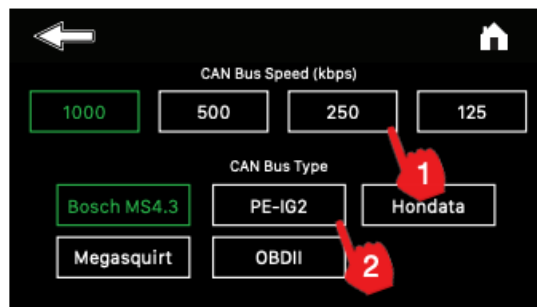 CAN Bus Speed (kbps)
1000 500 250 125
1
CAN Bus Type
Bosch MS4.3 PE-IG2 Hondata
Megasquirt OBDII
2